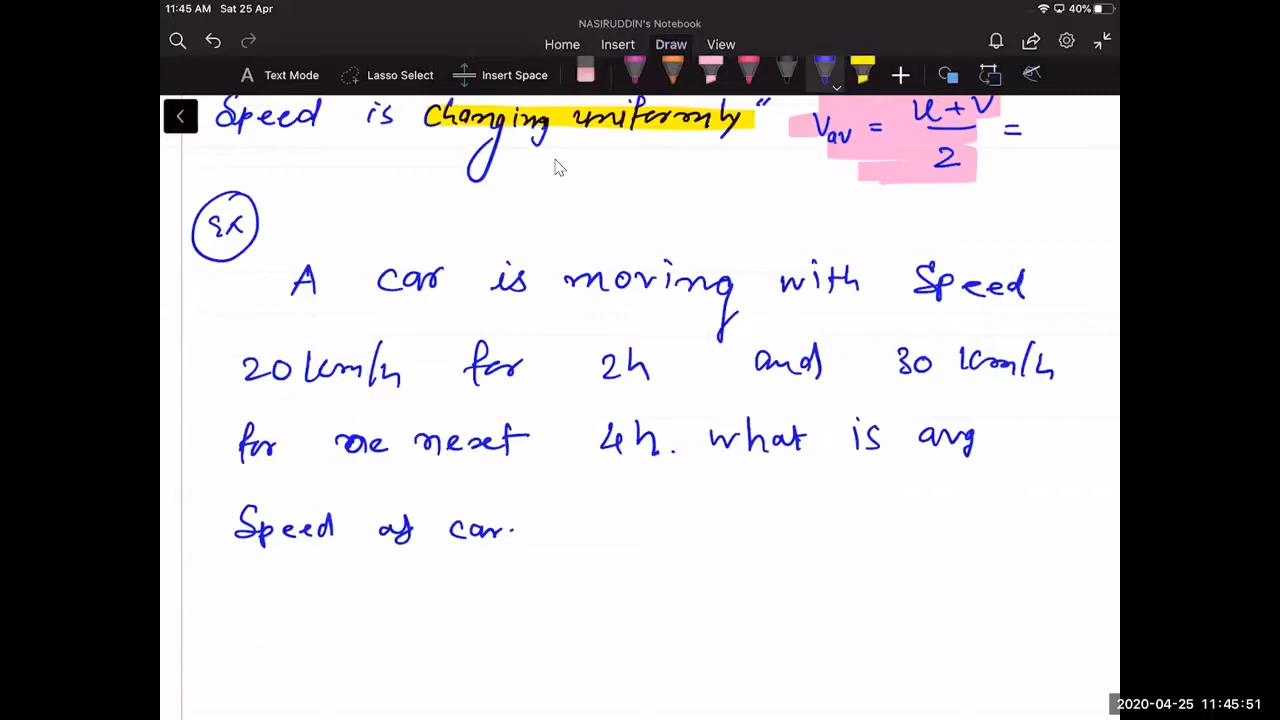 11:45 AM Sat 25 Apr
40%
NASIRUDDIN's Notebook
Home Insert Draw View
Text Mode Lasso Select Insert Space
Speed is changing uniformly"
Vav = u+v =
2
Ex
A car is moving with Speed
20 km/h for 2h and 30 km/h
for the next 4h. what is avg
Speed of car.
2020-04-25 11:45:51